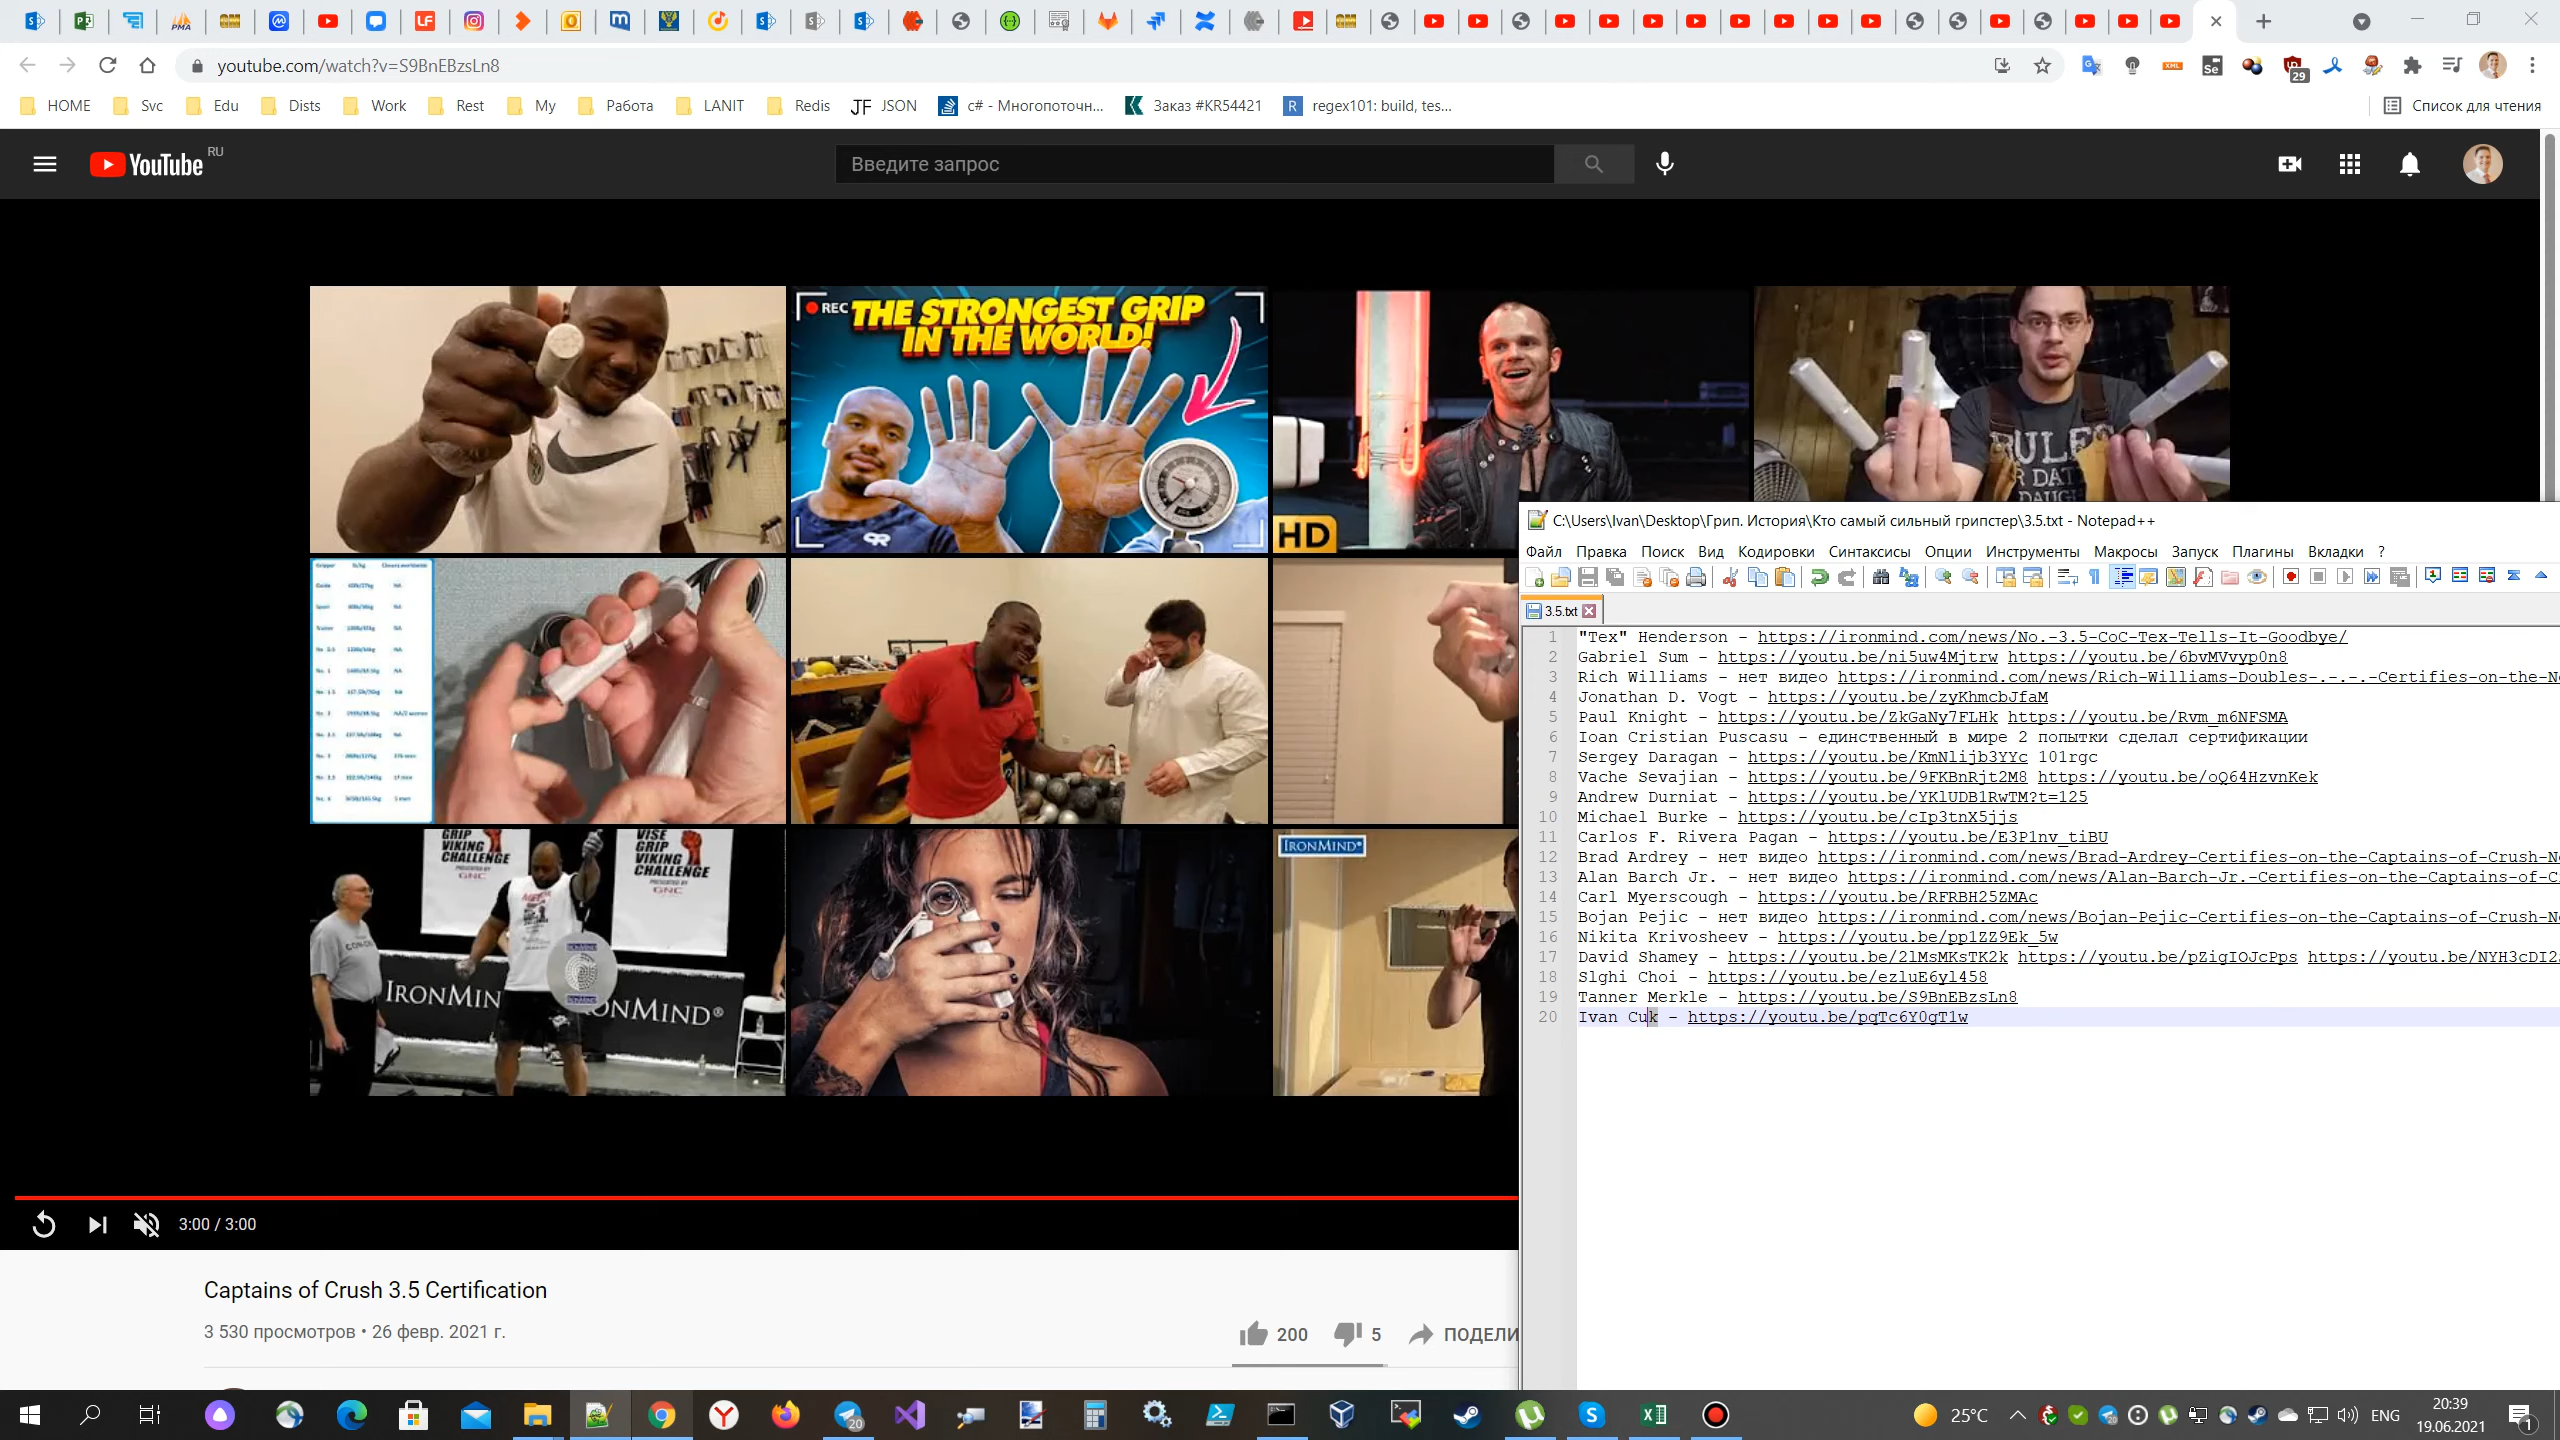 youtube.com/watch?v=S9BnEBzsLn8
29
HOME Svc Edu Dists Work Rest My Работа LANIT Redis JSON c# - Многопоточн... Заказ #KR54421 regex101: build, tes... Список для чтения
YouTube RU
Введите запрос
REC THE STRONGEST GRIP
IN THE WORLD!
HD
GRIP
VIKING
CHALLENGE
VISE
GRIP
VIKING
CHALLENGE
IRONMIND
IRONMIND®
C:\Users\Ivan\Desktop\Грип. История\Кто самый сильный грипстер\3.5.txt - Notepad++
Файл Правка Поиск Вид Кодировки Синтаксисы Опции Инструменты Макросы Запуск Плагины Вкладки ?
3.5.txt
1 "Tex" Henderson - https://ironmind.com/news/No.-3.5-CoC-Tex-Tells-It-Goodbye/
2 Gabriel Sum - https://youtu.be/ni5uw4Mjtrw https://youtu.be/6bvMVvyp0n8
3 Rich Williams - нет видео https://ironmind.com/news/Rich-Williams-Doubles-.-.-.-Certifies-on-the-N
4 Jonathan D. Vogt - https://youtu.be/zyKhmcbJfaM
5 Paul Knight - https://youtu.be/ZkGaNy7FLHk https://youtu.be/Rvm_m6NFSMA
6 Ioan Cristian Puscasu - единственный в мире 2 попытки сделал сертификации
7 Sergey Daragan - https://youtu.be/KmNlijb3YYc 101rgc
8 Vache Sevajian - https://youtu.be/9FKBnRjt2M8 https://youtu.be/oQ64HzvnKek
9 Andrew Durniat - https://youtu.be/YKlUDB1RwTM?t=125
10 Michael Burke - https://youtu.be/cIp3tnX5jjs
11 Carlos F. Rivera Pagan - https://youtu.be/E3P1nv_tiBU
12 Brad Ardrey - нет видео https://ironmind.com/news/Brad-Ardrey-Certifies-on-the-Captains-of-Crush-N
13 Alan Barch Jr. - нет видео https://ironmind.com/news/Alan-Barch-Jr.-Certifies-on-the-Captains-of-C
14 Carl Myerscough - https://youtu.be/RFRBH25ZMAc
15 Bojan Pejic - нет видео https://ironmind.com/news/Bojan-Pejic-Certifies-on-the-Captains-of-Crush-N
16 Nikita Krivosheev - https://youtu.be/pp1ZZ9Ek_5w
17 David Shamey - https://youtu.be/2lMsMKsTK2k https://youtu.be/pZigIOJcPps https://youtu.be/NYH3cDI2
18 Slghi Choi - https://youtu.be/ezluE6yl458
19 Tanner Merkle - https://youtu.be/S9BnEBzsLn8
20 Ivan Cuk - https://youtu.be/pqTc6Y0gT1w
3:00 / 3:00
Captains of Crush 3.5 Certification
3 530 просмотров • 26 февр. 2021 г.
200 5 ПОДЕЛИ
20
25°C
ENG
20:39
19.06.2021
1